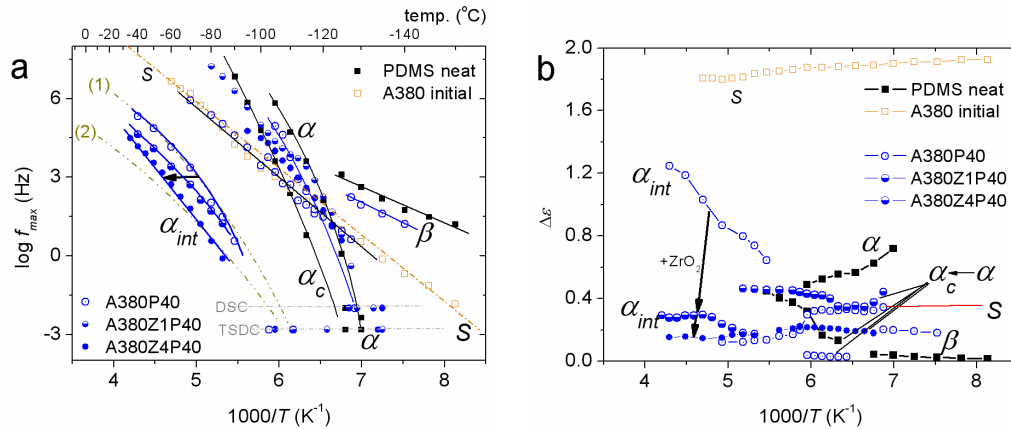 temp. (°C)
0 -20 -40 -60 -80 -100 -120 -140
a
S
PDMS neat
A380 initial
(1)
(2)
α
β
α_int
α_c
DSC
TSDC
α
S
A380P40
A380Z1P40
A380Z4P40
6
3
0
-3
log f_max (Hz)
4 5 6 7 8
1000/T (K⁻¹)
b
S
PDMS neat
A380 initial
A380P40
A380Z1P40
A380Z4P40
α_int
+ZrO₂
α
α_c ← α
S
α_int
β
2.0
1.6
1.2
0.8
0.4
0.0
Δε
4 5 6 7 8
1000/T (K⁻¹)